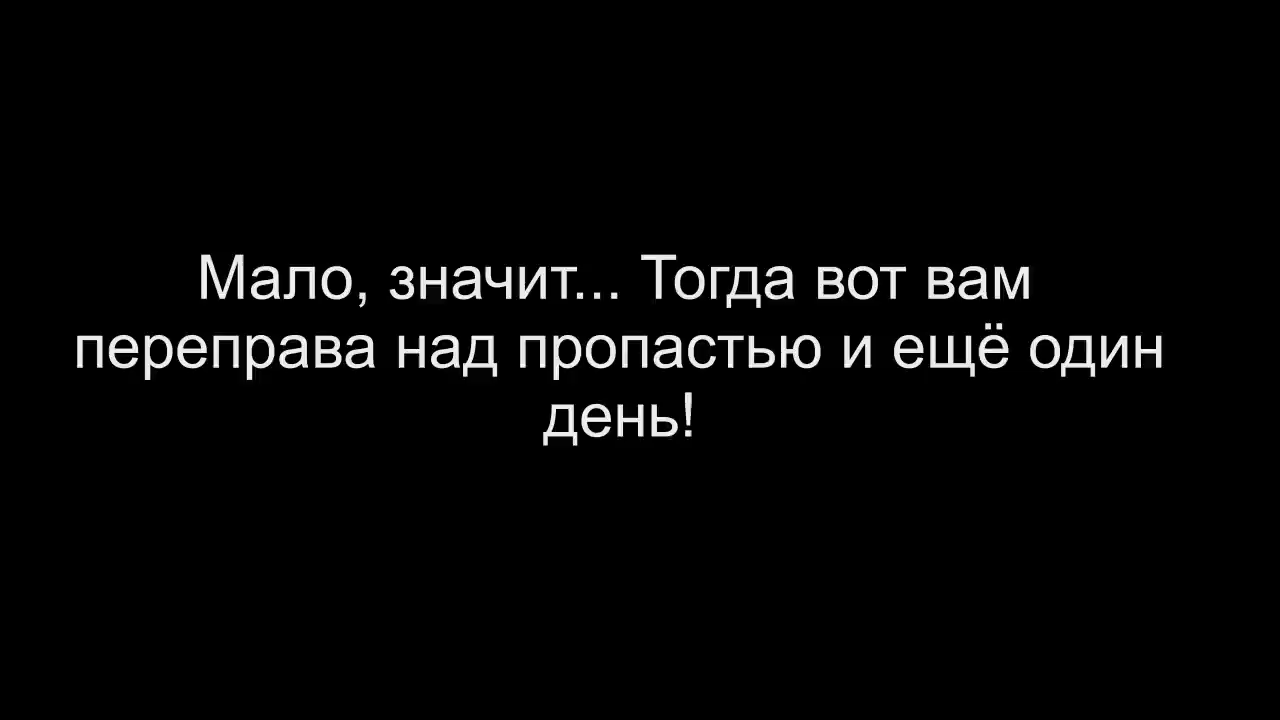 Мало, значит... Тогда вот вам
переправа над пропастью и ещё один
день!